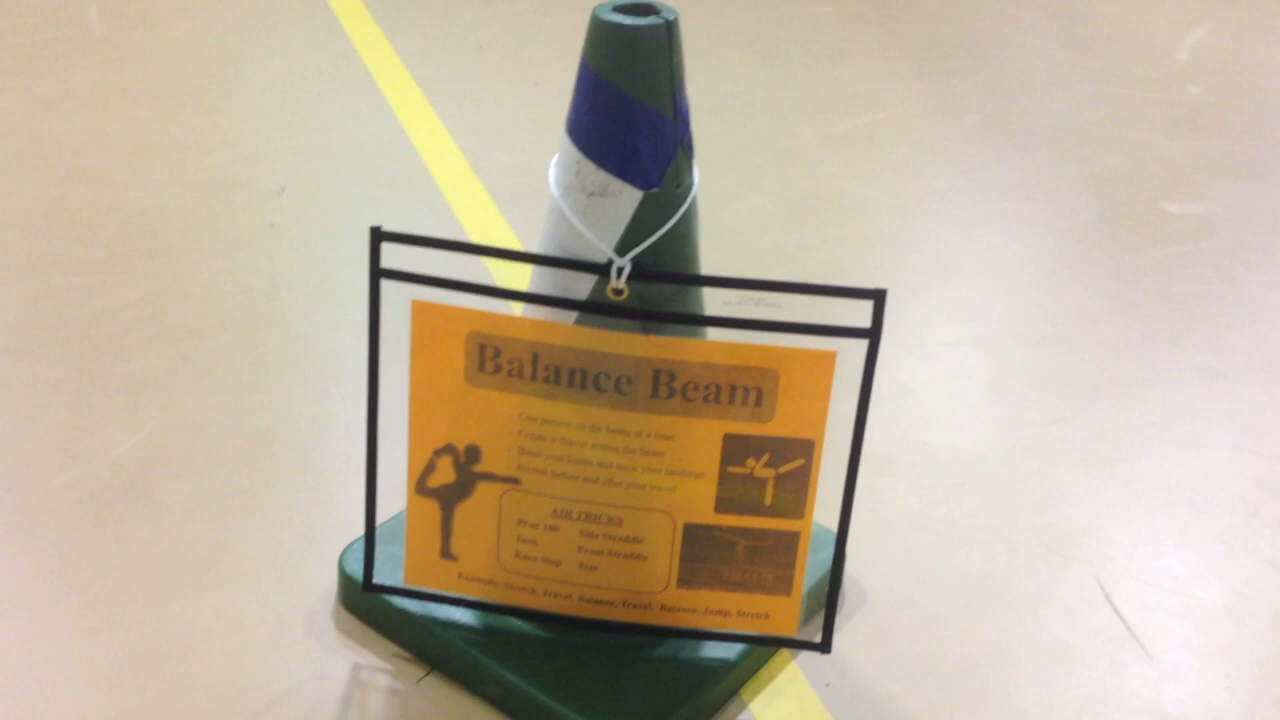 Balance Beam
One person on the beam at a time
Create a Travel across the beam
Bend your knees and stick your landings
Stretch before and after your travel
AIR TRICKS
90 or 180 Side Straddle
Tuck Front Straddle
Knee Slap Star
Example: Stretch, Travel, Balance, Travel, Balance, Jump, Stretch